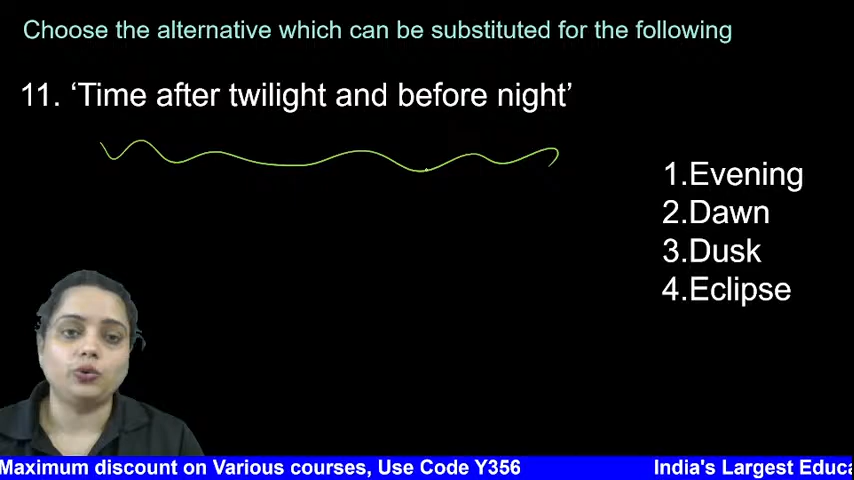 Choose the alternative which can be substituted for the following
11. ‘Time after twilight and before night’
1.Evening
2.Dawn
3.Dusk
4.Eclipse
Maximum discount on Various courses, Use Code Y356
India's Largest Educa